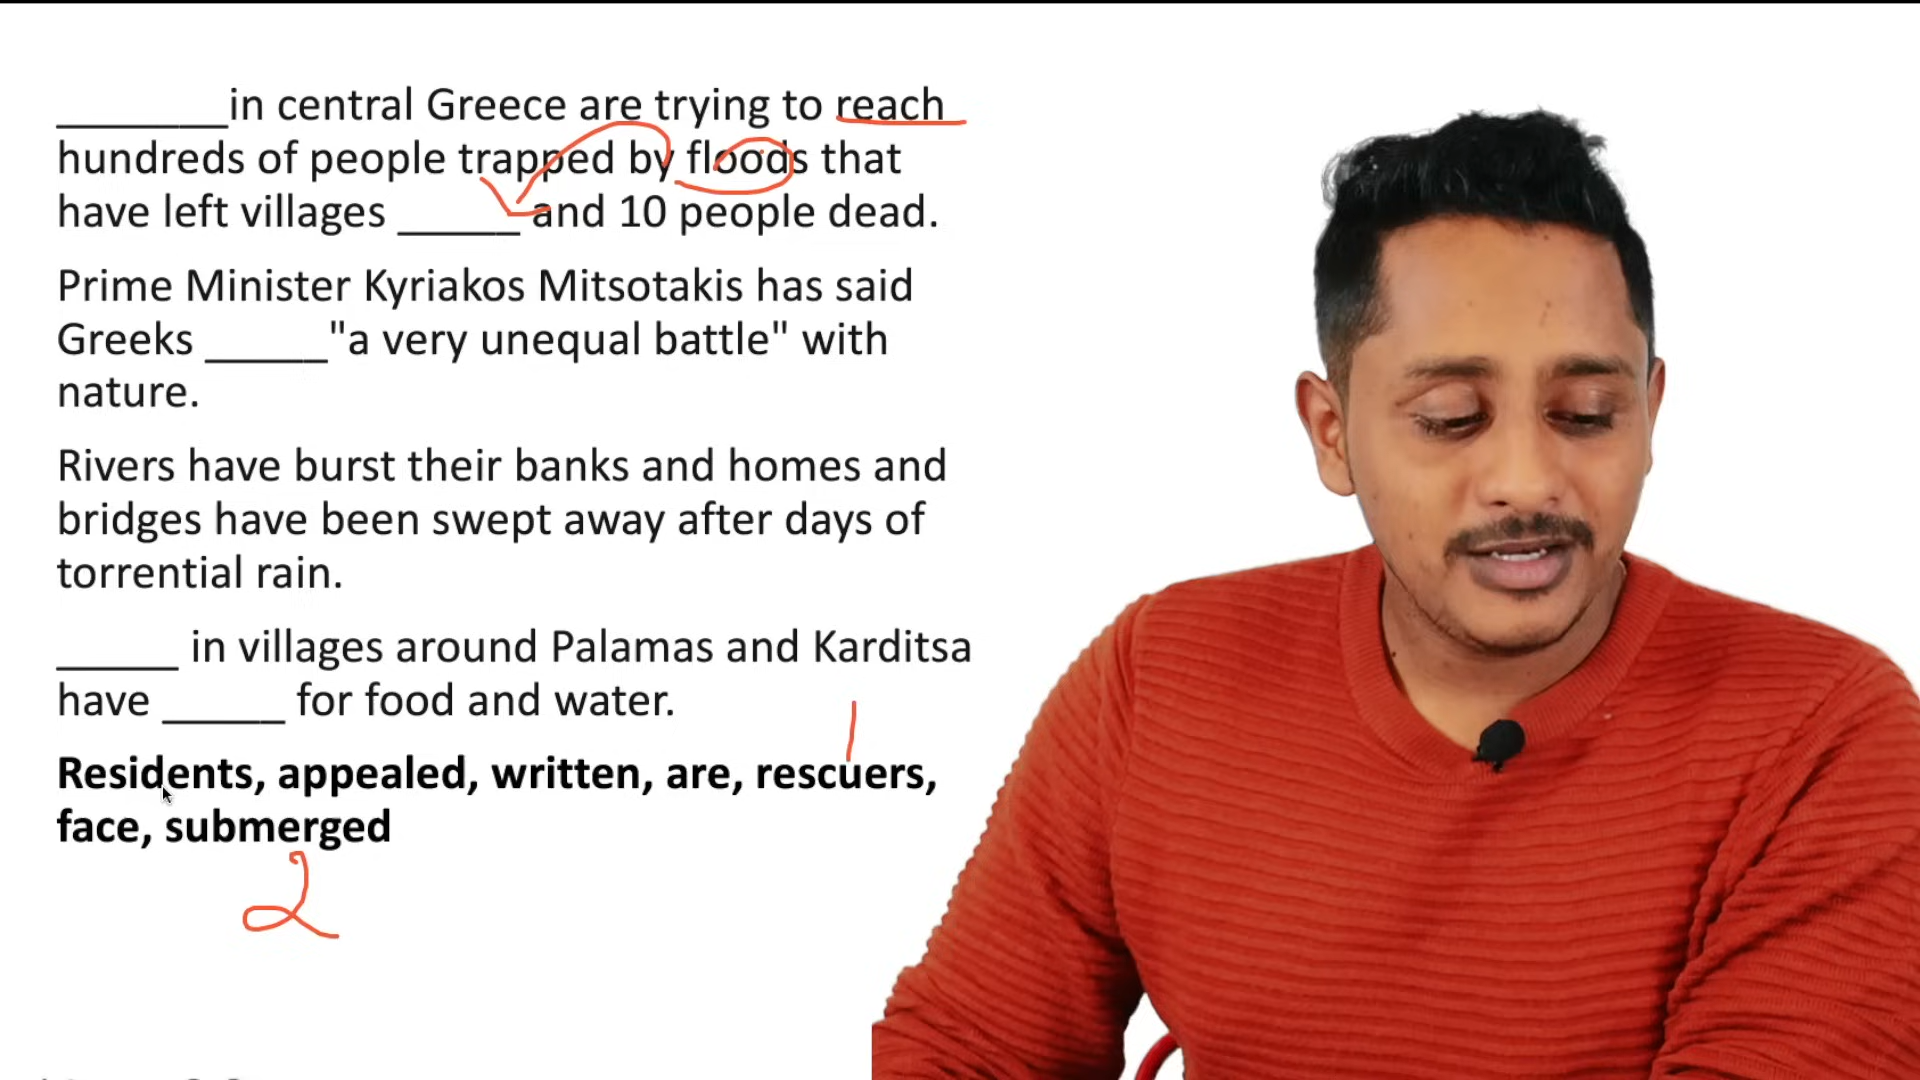 _______in central Greece are trying to reach
hundreds of people trapped by floods that
have left villages _____ and 10 people dead.
Prime Minister Kyriakos Mitsotakis has said
Greeks _____"a very unequal battle" with
nature.
Rivers have burst their banks and homes and
bridges have been swept away after days of
torrential rain.
_____ in villages around Palamas and Karditsa
have _____ for food and water.
1
Residents, appealed, written, are, rescuers,
face, submerged
2